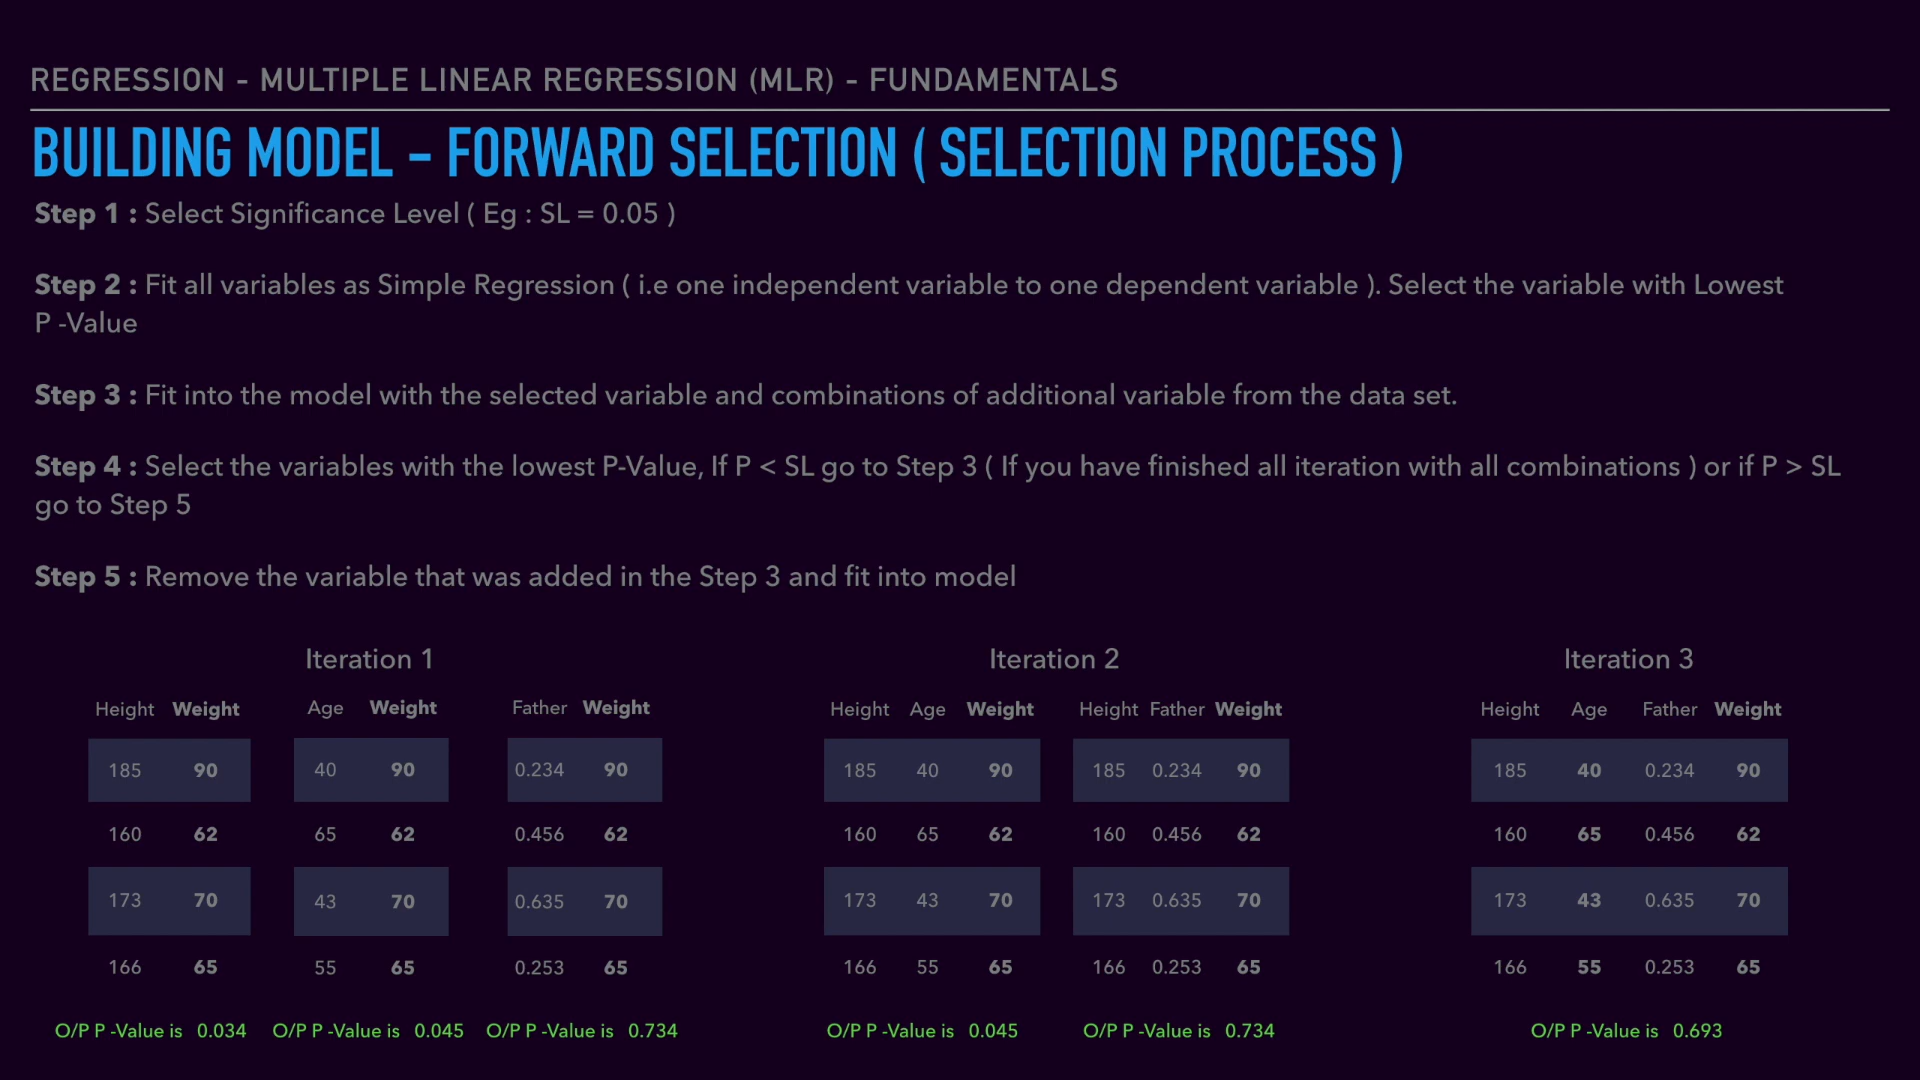 REGRESSION - MULTIPLE LINEAR REGRESSION (MLR) - FUNDAMENTALS
BUILDING MODEL - FORWARD SELECTION ( SELECTION PROCESS )
Step 1 : Select Significance Level ( Eg : SL = 0.05 )
Step 2 : Fit all variables as Simple Regression ( i.e one independent variable to one dependent variable ). Select the variable with Lowest
P -Value
Step 3 : Fit into the model with the selected variable and combinations of additional variable from the data set.
Step 4 : Select the variables with the lowest P-Value, If P < SL go to Step 3 ( If you have finished all iteration with all combinations ) or if P > SL
go to Step 5
Step 5 : Remove the variable that was added in the Step 3 and fit into model
Iteration 1
Height Weight
185 90
160 62
173 70
166 65
O/P P -Value is 0.034
Age Weight
40 90
65 62
43 70
55 65
O/P P -Value is 0.045
Father Weight
0.234 90
0.456 62
0.635 70
0.253 65
O/P P -Value is 0.734
Iteration 2
Height Age Weight
185 40 90
160 65 62
173 43 70
166 55 65
O/P P -Value is 0.045
Height Father Weight
185 0.234 90
160 0.456 62
173 0.635 70
166 0.253 65
O/P P -Value is 0.734
Iteration 3
Height Age Father Weight
185 40 0.234 90
160 65 0.456 62
173 43 0.635 70
166 55 0.253 65
O/P P -Value is 0.693